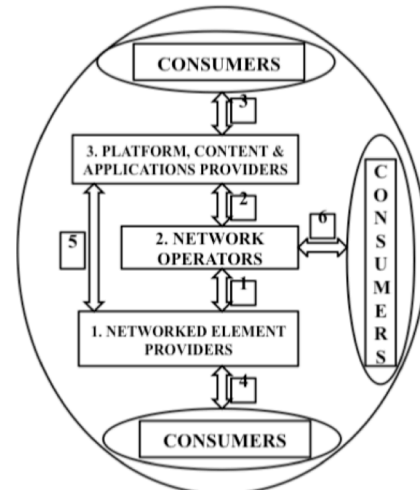 CONSUMERS
3
3. PLATFORM, CONTENT &
APPLICATIONS PROVIDERS
2
5
6
2. NETWORK
OPERATORS
CONSUMERS
1
1. NETWORKED ELEMENT
PROVIDERS
4
CONSUMERS